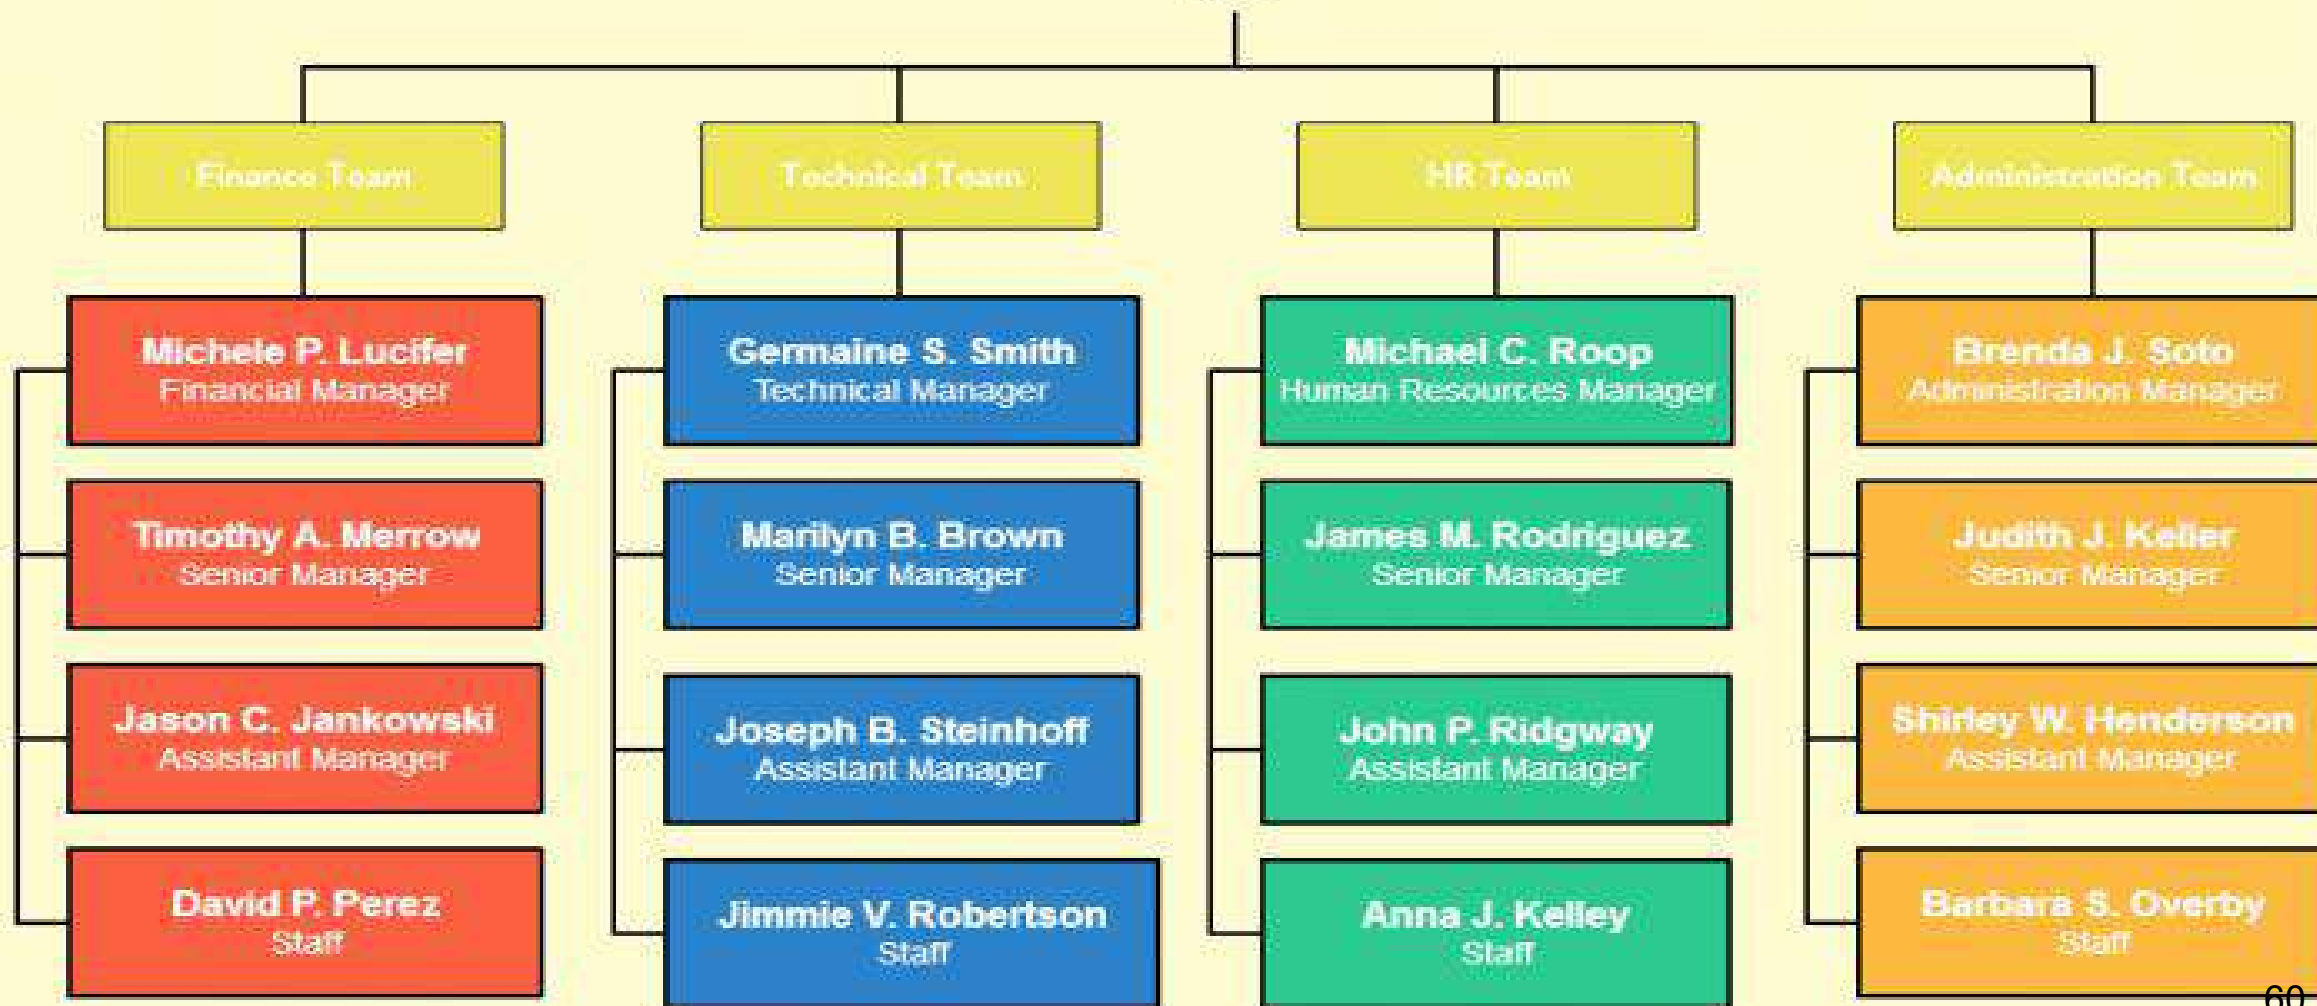 Finance Team
Technical Team
HR Team
Administration Team
Michele P. Lucifer
Financial Manager
Germaine S. Smith
Technical Manager
Michael C. Roop
Human Resources Manager
Brenda J. Soto
Administration Manager
Timothy A. Merrow
Senior Manager
Marilyn B. Brown
Senior Manager
James M. Rodriguez
Senior Manager
Judith J. Keller
Senior Manager
Jason C. Jankowski
Assistant Manager
Joseph B. Steinhoff
Assistant Manager
John P. Ridgway
Assistant Manager
Shirley W. Henderson
Assistant Manager
David P. Perez
Staff
Jimmie V. Robertson
Staff
Anna J. Kelley
Staff
Barbara S. Overby
Staff
60